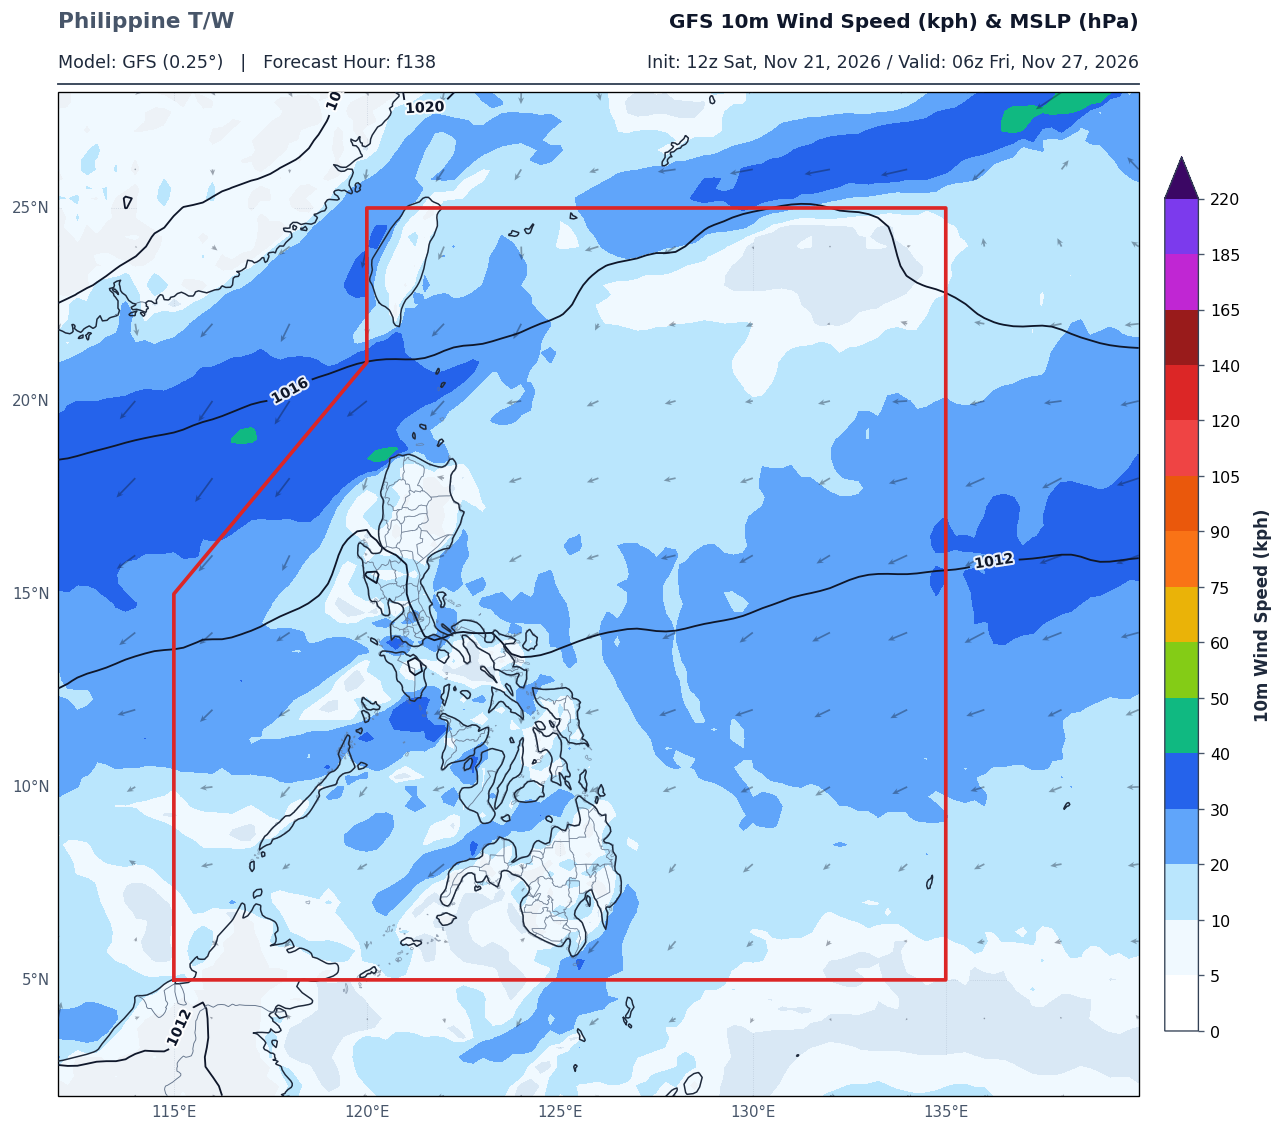 Philippine T/W
GFS 10m Wind Speed (kph) & MSLP (hPa)
Model: GFS (0.25°) | Forecast Hour: f138
Init: 12z Sat, Nov 21, 2026 / Valid: 06z Fri, Nov 27, 2026
10
1020
1016
1012
1012
25°N
20°N
15°N
10°N
5°N
115°E
120°E
125°E
130°E
135°E
220
185
165
140
120
105
90
75
60
50
40
30
20
10
5
0
10m Wind Speed (kph)